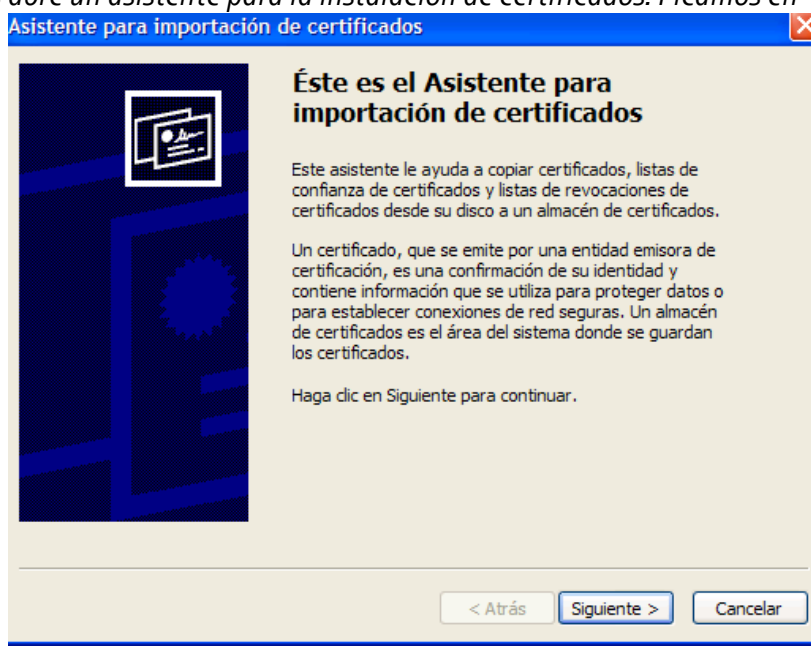 abre un asistente para la instalación de certificados. Picamos en
Asistente para importación de certificados
Éste es el Asistente para
importación de certificados
Este asistente le ayuda a copiar certificados, listas de
confianza de certificados y listas de revocaciones de
certificados desde su disco a un almacén de certificados.
Un certificado, que se emite por una entidad emisora de
certificación, es una confirmación de su identidad y
contiene información que se utiliza para proteger datos o
para establecer conexiones de red seguras. Un almacén
de certificados es el área del sistema donde se guardan
los certificados.
Haga clic en Siguiente para continuar.
< Atrás Siguiente > Cancelar